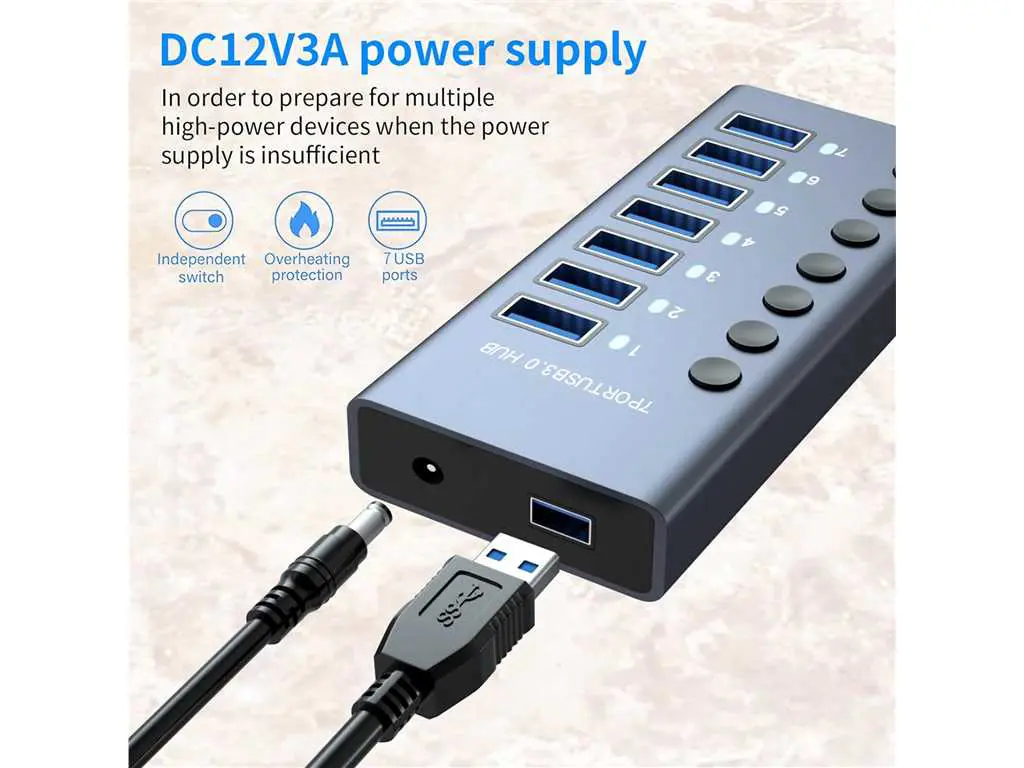 DC12V3A power supply
In order to prepare for multiple
high-power devices when the power
supply is insufficient
Independent
switch
Overheating
protection
7 USB
ports
7
6
5
4
3
2
1
7PORTUSB3.0 HUB
SS